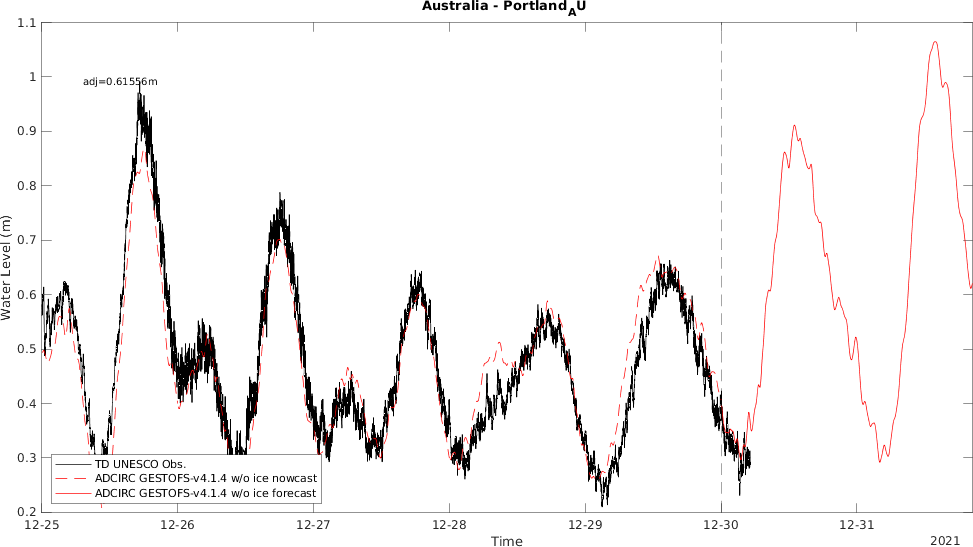 Australia - Portland_AU
1.1
1
0.9
0.8
0.7
0.6
0.5
0.4
0.3
0.2
Water Level (m)
adj=0.61556m
TD UNESCO Obs.
ADCIRC GESTOFS-v4.1.4 w/o ice nowcast
ADCIRC GESTOFS-v4.1.4 w/o ice forecast
12-25 12-26 12-27 12-28 12-29 12-30 12-31
Time
2021